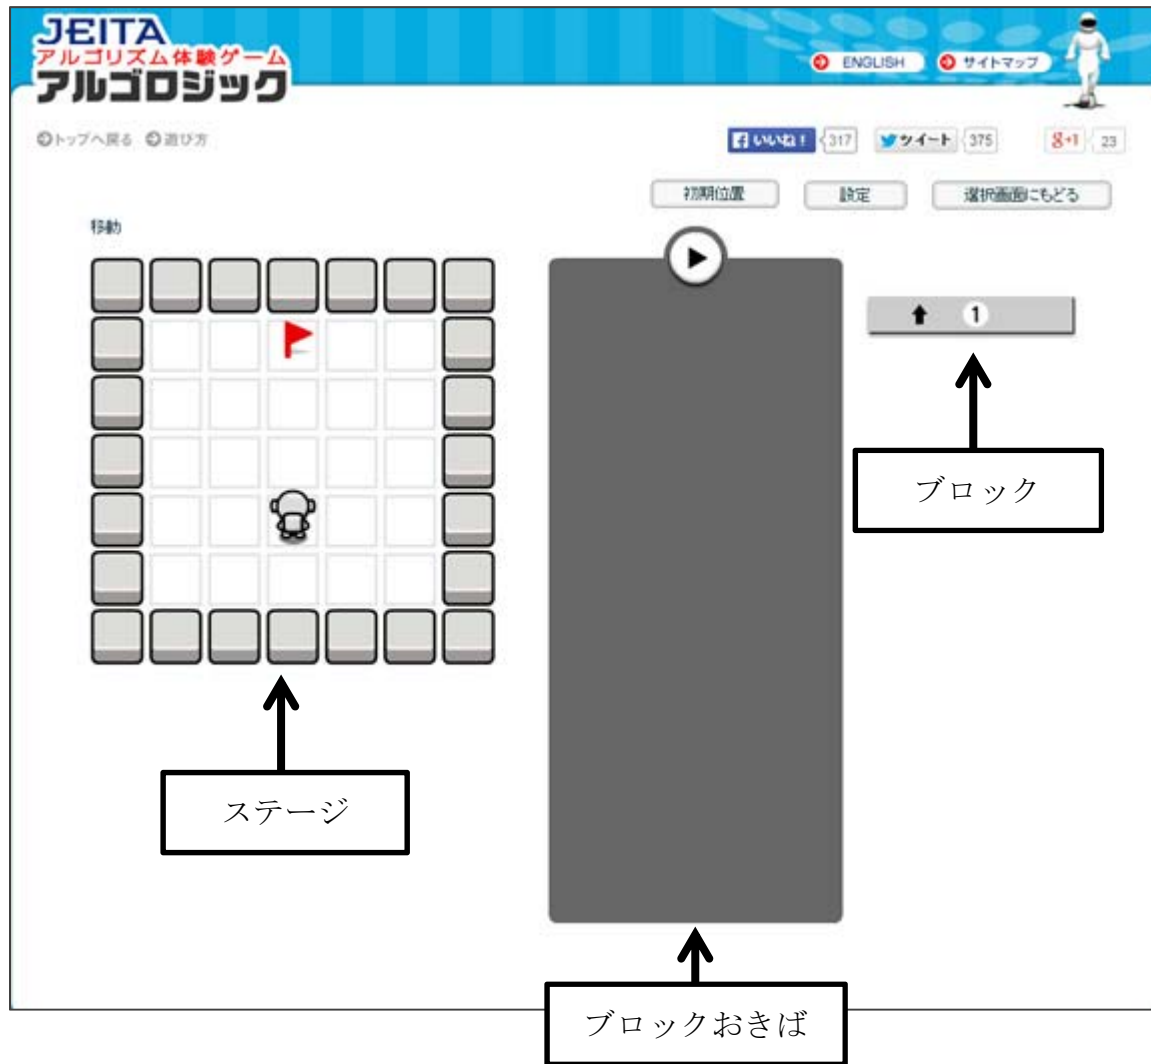 JEITA
アルゴリズム体験ゲーム
アルゴロジック
ENGLISH サイトマップ
トップへ戻る 遊び方
いいね! 317 ツイート 375 g+1 23
初期位置 設定 選択画面にもどる
移動
1
ブロック
ステージ
ブロックおきば